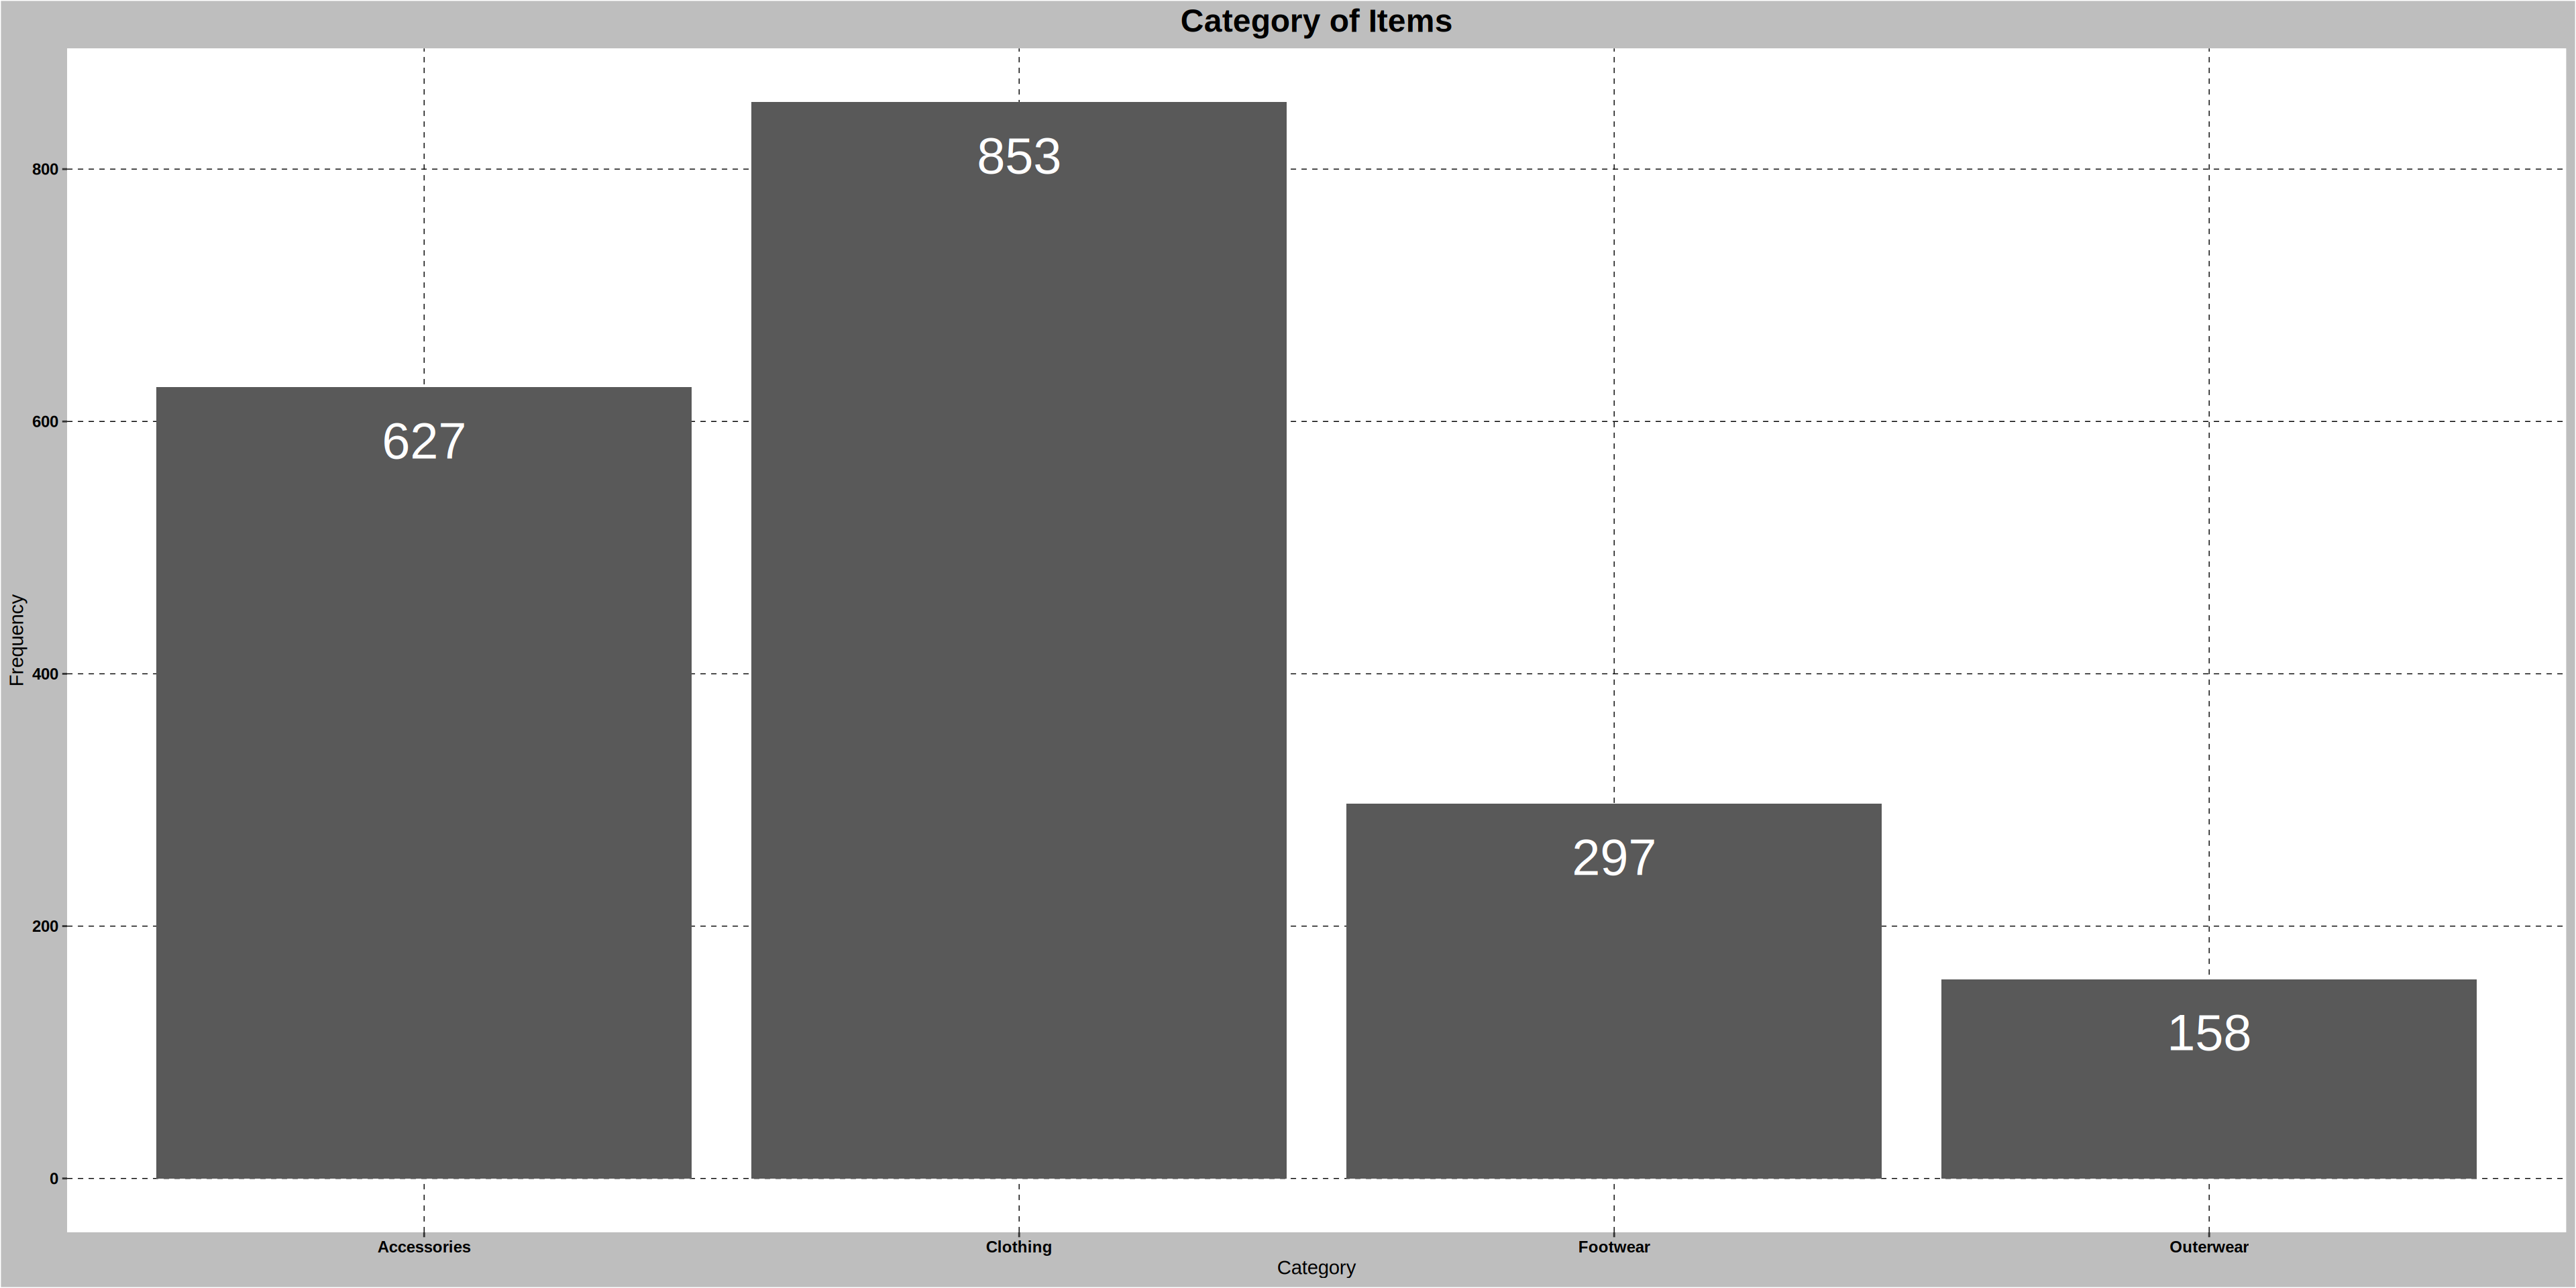 Category of Items
Frequency
800
600
400
200
0
627
853
297
158
Accessories
Clothing
Footwear
Outerwear
Category